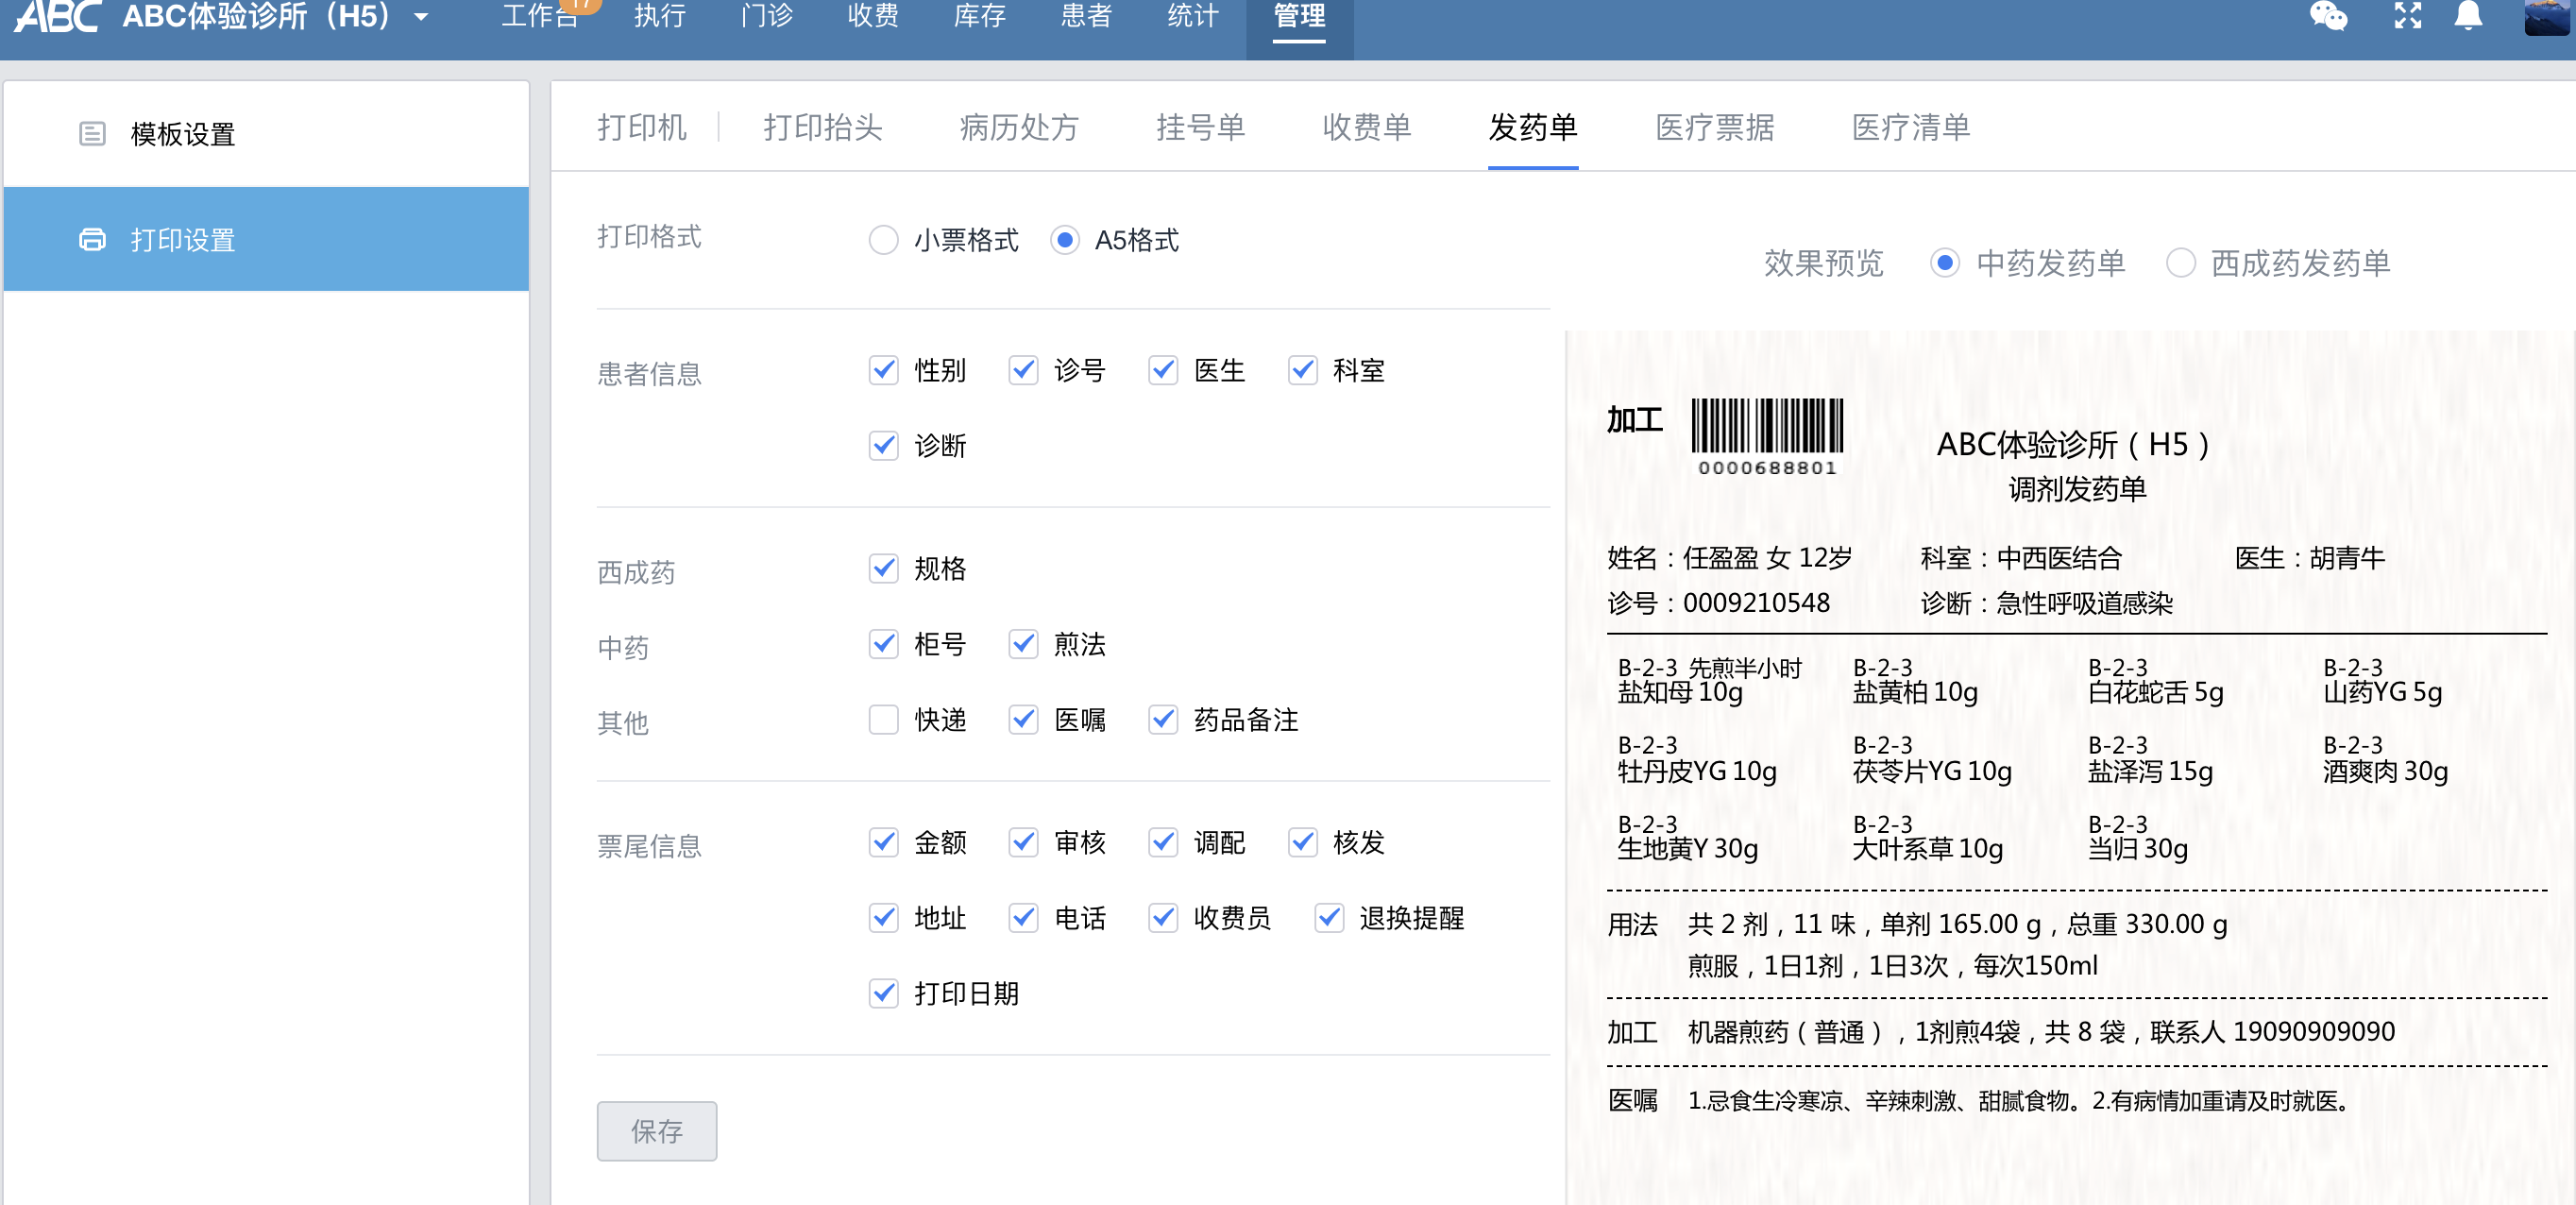 ABC ABC体验诊所（H5） 工作台 17 执行 门诊 收费 库存 患者 统计 管理
模板设置
打印设置
打印机 打印抬头 病历处方 挂号单 收费单 发药单 医疗票据 医疗清单
打印格式 小票格式 A5格式
效果预览 中药发药单 西成药发药单
患者信息 性别 诊号 医生 科室
诊断
西成药 规格
中药 柜号 煎法
其他 快递 医嘱 药品备注
票尾信息 金额 审核 调配 核发
地址 电话 收费员 退换提醒
打印日期
保存
加工
0000688801
ABC体验诊所（H5）
调剂发药单
姓名：任盈盈 女 12岁 科室：中西医结合 医生：胡青牛
诊号：0009210548 诊断：急性呼吸道感染
B-2-3 先煎半小时 B-2-3 B-2-3 B-2-3
盐知母 10g 盐黄柏 10g 白花蛇舌 5g 山药YG 5g
B-2-3 B-2-3 B-2-3 B-2-3
牡丹皮YG 10g 茯苓片YG 10g 盐泽泻 15g 酒爽肉 30g
B-2-3 B-2-3 B-2-3
生地黄Y 30g 大叶系草 10g 当归 30g
用法 共 2 剂，11 味，单剂 165.00 g，总重 330.00 g
煎服，1日1剂，1日3次，每次150ml
加工 机器煎药（普通），1剂煎4袋，共 8 袋，联系人 19090909090
医嘱 1.忌食生冷寒凉、辛辣刺激、甜腻食物。2.有病情加重请及时就医。